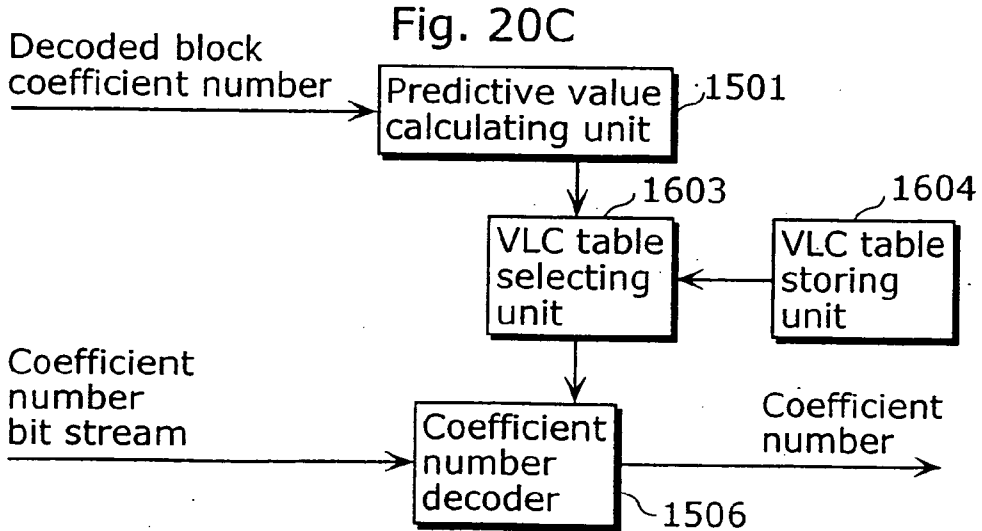 Fig. 20C
Decoded block
coefficient number
Predictive value
calculating unit
1501
1603
1604
VLC table
selecting
unit
VLC table
storing
unit
Coefficient
number
bit stream
Coefficient
number
decoder
Coefficient
number
1506